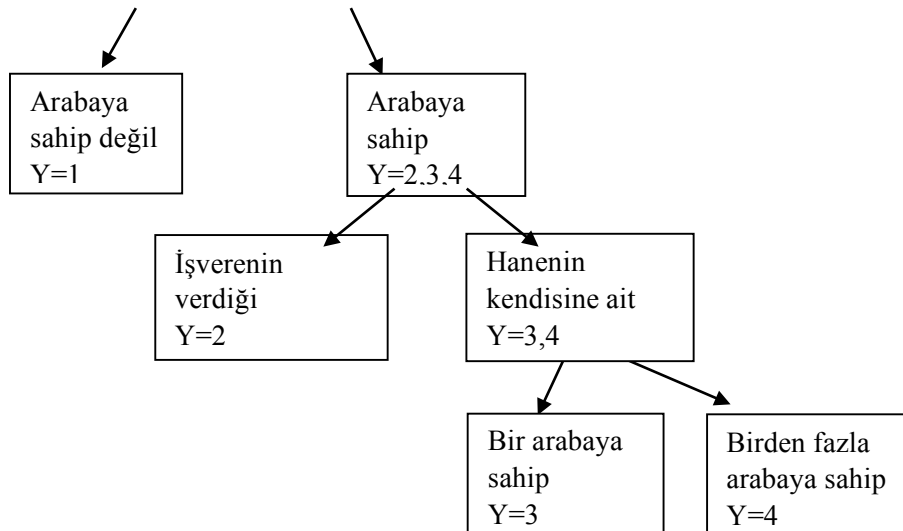 Arabaya
sahip değil
Y=1
Arabaya
sahip
Y=2,3,4
İşverenin
verdiği
Y=2
Hanenin
kendisine ait
Y=3,4
Bir arabaya
sahip
Y=3
Birden fazla
arabaya sahip
Y=4